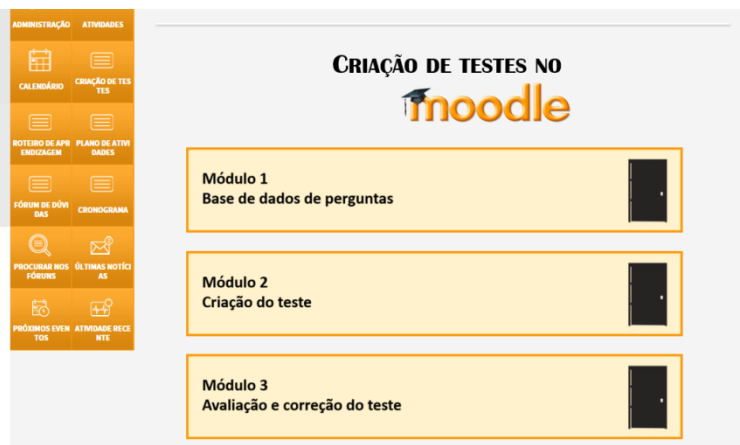 ADMINISTRAÇÃO
ATIVIDADES
CALENDÁRIO
CRIAÇÃO DE TES
TES
ROTEIRO DE APR
ENDIZAGEM
PLANO DE ATIVI
DADES
FÓRUM DE DÚVI
DAS
CRONOGRAMA
PROCURAR NOS
FÓRUNS
ÚLTIMAS NOTÍCI
AS
PRÓXIMOS EVEN
TOS
ATIVIDADE RECE
NTE
CRIAÇÃO DE TESTES NO
moodle
Módulo 1
Base de dados de perguntas
Módulo 2
Criação do teste
Módulo 3
Avaliação e correção do teste